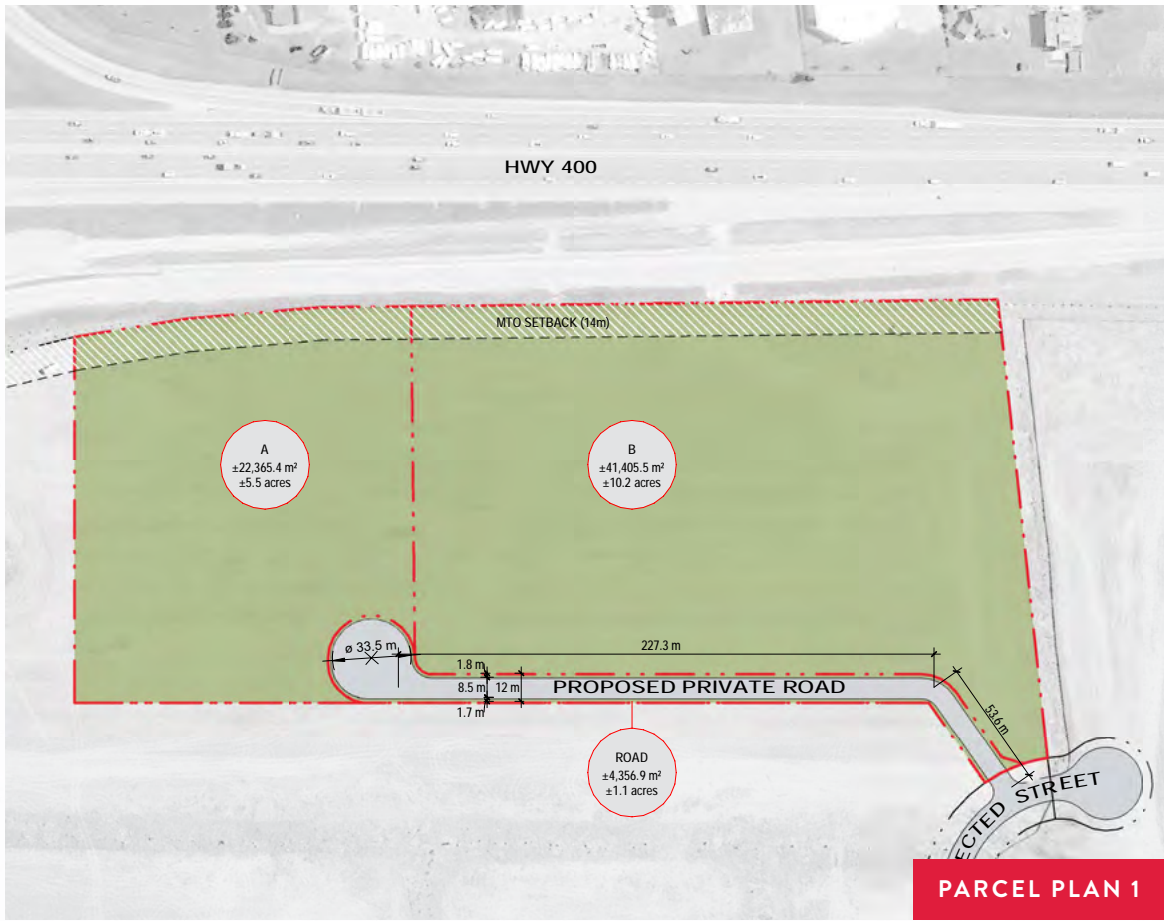 HWY 400
MTO SETBACK (14m)
A
±22,365.4 m²
±5.5 acres
B
±41,405.5 m²
±10.2 acres
ø 33.5 m
227.3 m
1.8 m
8.5 m
12 m
1.7 m
PROPOSED PRIVATE ROAD
53.6 m
ROAD
±4,356.9 m²
±1.1 acres
ECTED STREET
PARCEL PLAN 1